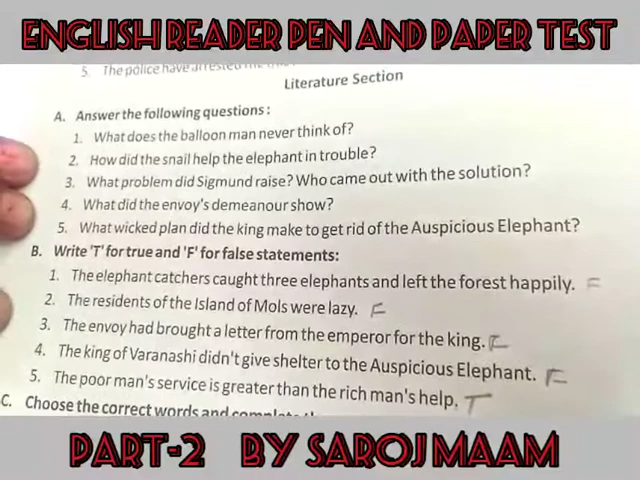 ENGLISH READER PEN AND PAPER TEST
5. The police have arrested the
Literature Section
A. Answer the following questions :
1. What does the balloon man never think of?
2. How did the snail help the elephant in trouble?
3. What problem did Sigmund raise? Who came out with the solution?
4. What did the envoy's demeanour show?
5. What wicked plan did the king make to get rid of the Auspicious Elephant?
B. Write 'T' for true and 'F' for false statements:
1. The elephant catchers caught three elephants and left the forest happily. F
2. The residents of the Island of Mols were lazy. F
3. The envoy had brought a letter from the emperor for the king. F
4. The king of Varanashi didn't give shelter to the Auspicious Elephant. F
5. The poor man's service is greater than the rich man's help. T
C. Choose the correct words and complete
PART-2 BY SAROJ MAAM